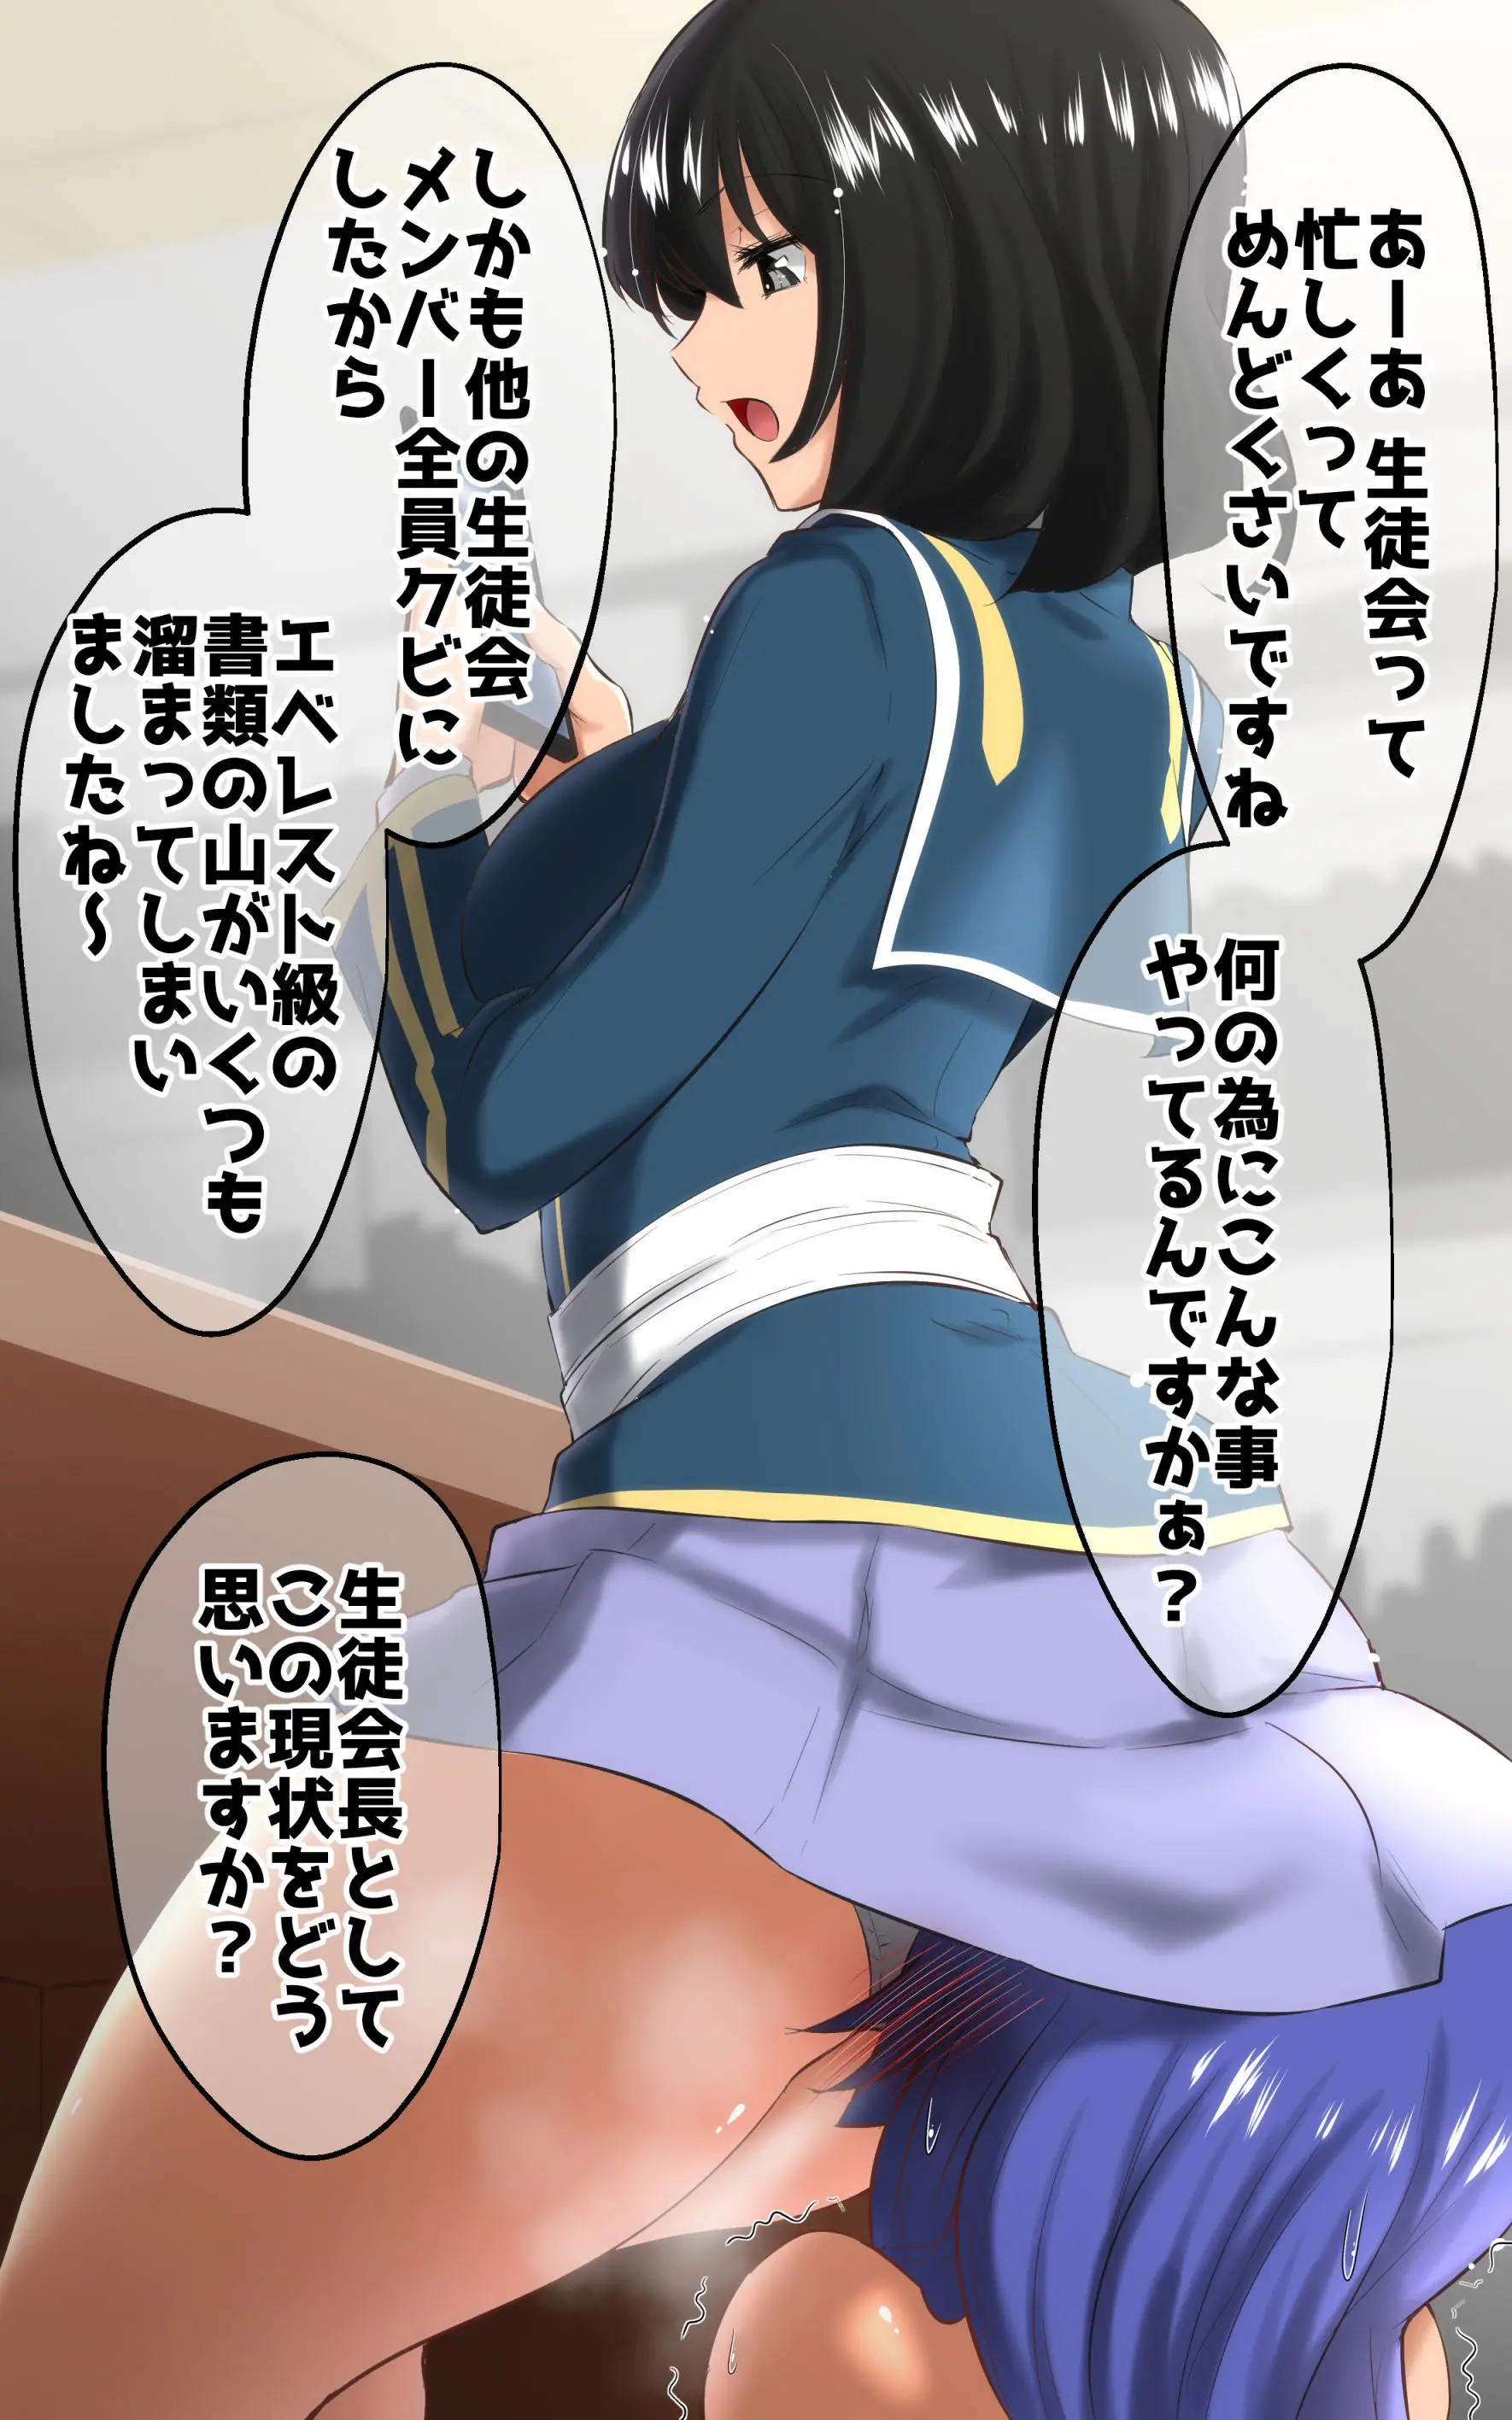 あーあ 生徒会って
忙しくって
めんどくさいですね
何の為にこんな事
やってるんですかぁ？
しかも他の生徒会
メンバー全員クビに
したから
エベレスト級の
書類の山がいくつも
溜まってしまい
ましたね～
生徒会長として
この現状をどう
思いますか？